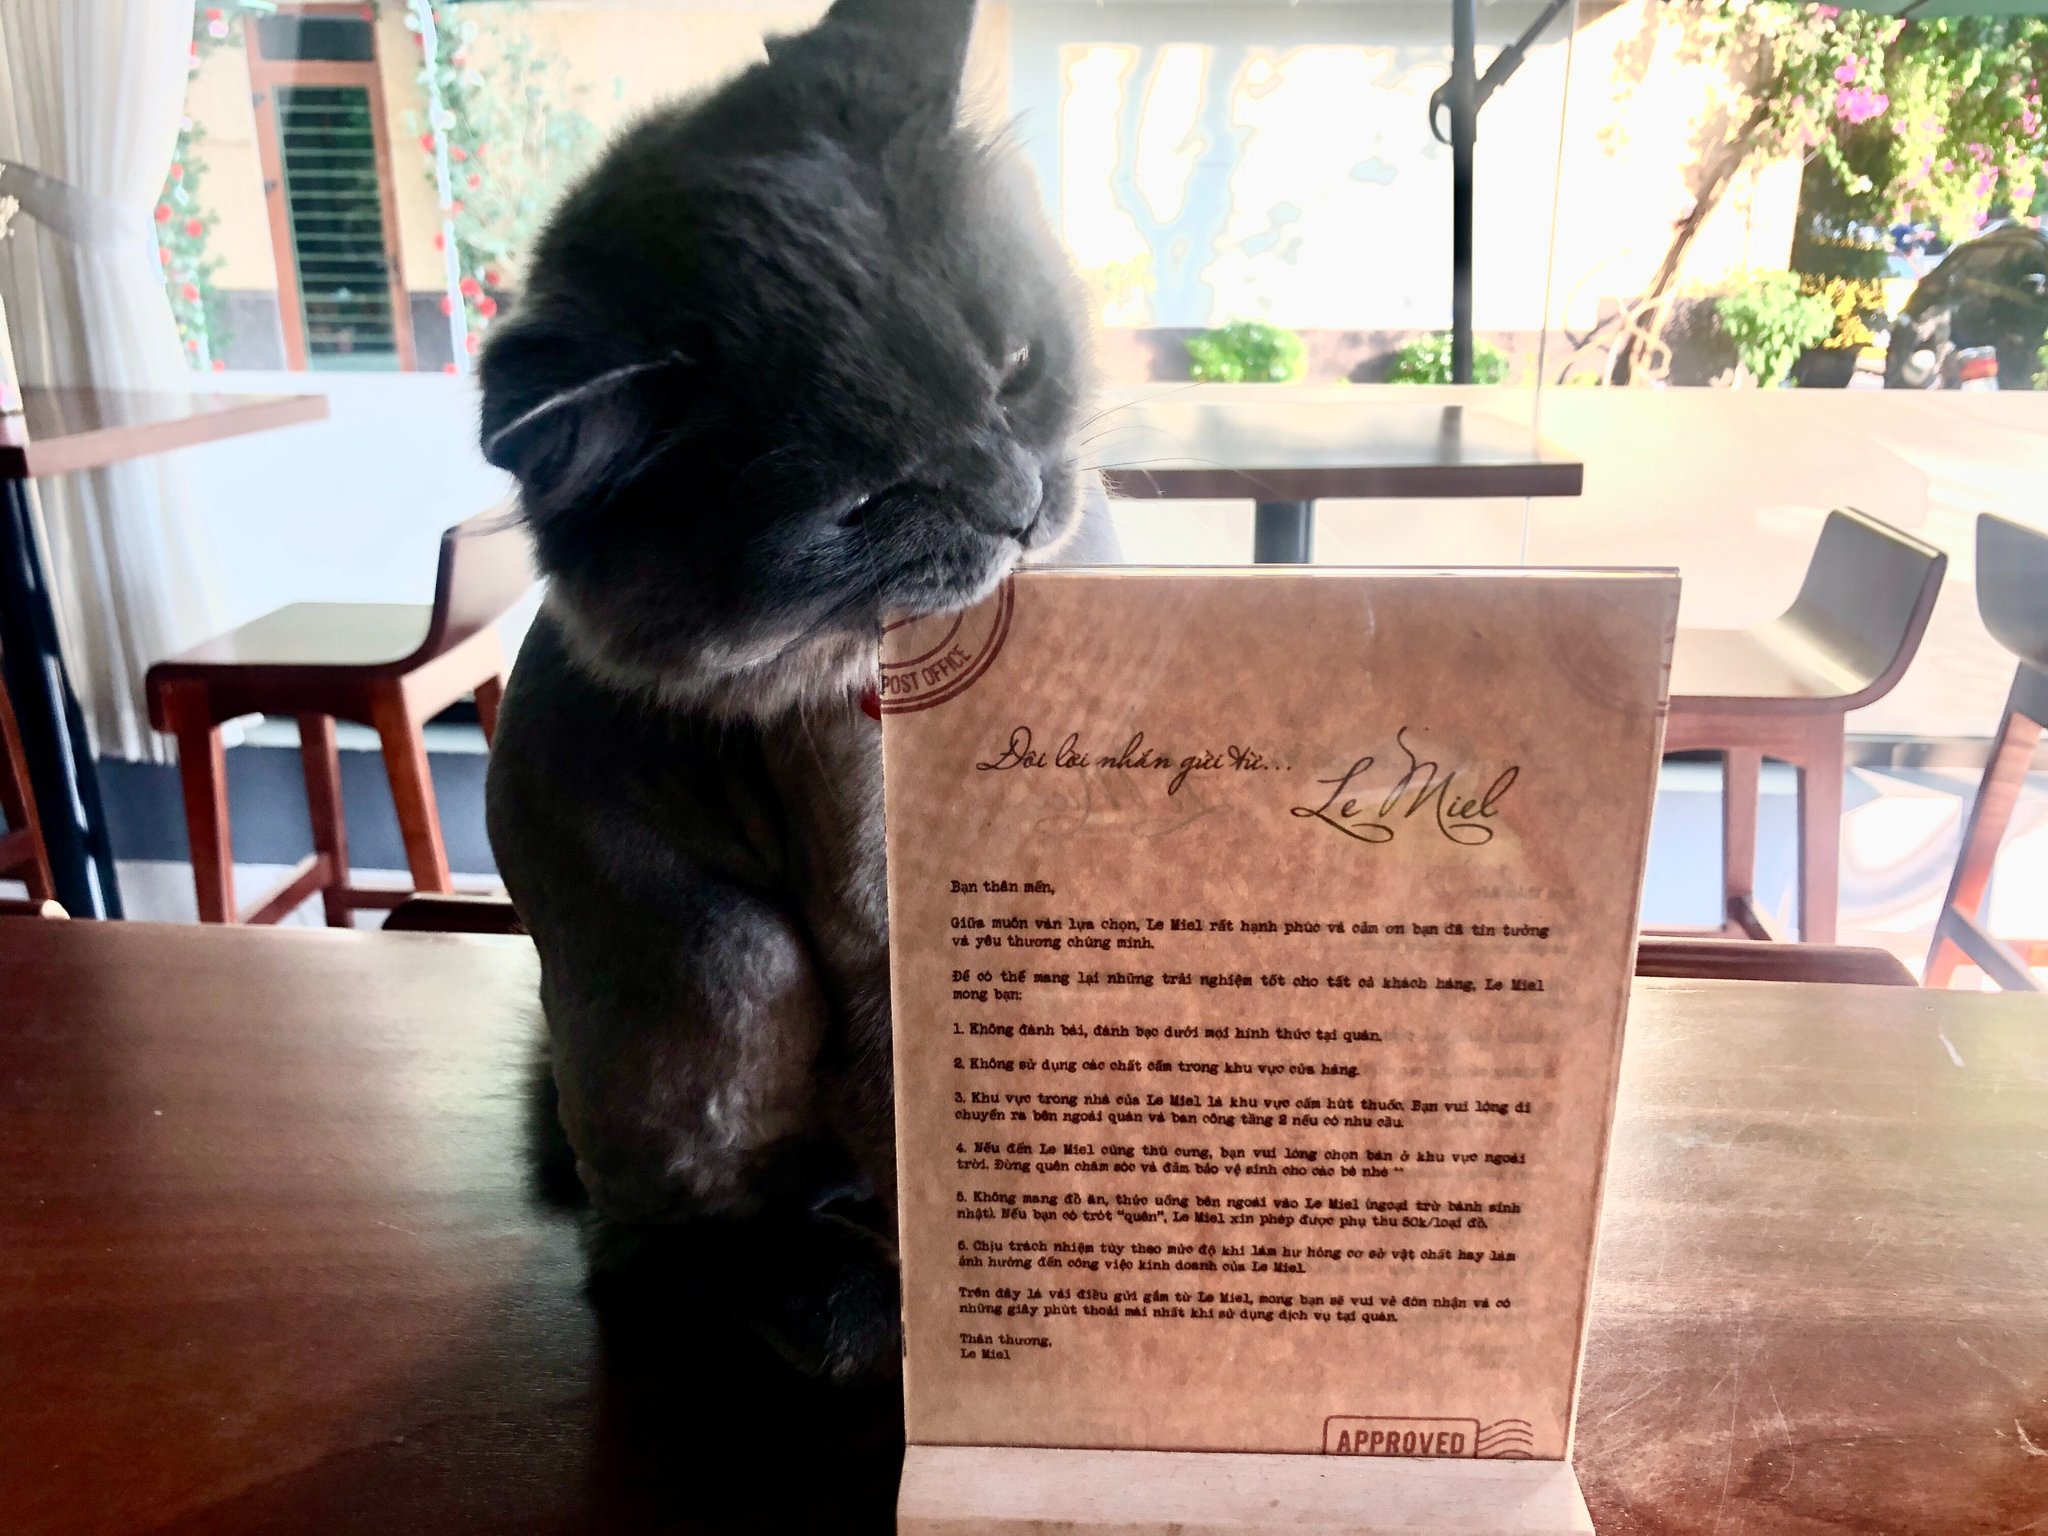 POST OFFICE
Đôi lời nhắn gửi từ...
Le Miel
Bạn thân mến,
Giữa muôn vàn lựa chọn, Le Miel rất hạnh phúc và cảm ơn bạn đã tin tưởng
và yêu thương chúng mình.
Để có thể mang lại những trải nghiệm tốt cho tất cả khách hàng, Le Miel
mong bạn:
1. Không đánh bài, đánh bạc dưới mọi hình thức tại quán.
2. Không sử dụng các chất cấm trong khu vực cửa hàng.
3. Khu vực trong nhà của Le Miel là khu vực cấm hút thuốc. Bạn vui lòng di
chuyển ra bên ngoài quán và ban công tầng 2 nếu có nhu cầu.
4. Nếu đến Le Miel cùng thú cưng, bạn vui lòng chọn bàn ở khu vực ngoài
trời. Đừng quên chăm sóc và đảm bảo vệ sinh cho các bé nhé ^^
5. Không mang đồ ăn, thức uống bên ngoài vào Le Miel (ngoại trừ bánh sinh
nhật). Nếu bạn có trót "quên", Le Miel xin phép được phụ thu 50k/loại đồ.
6. Chịu trách nhiệm tùy theo mức độ khi làm hư hỏng cơ sở vật chất hay làm
ảnh hưởng đến công việc kinh doanh của Le Miel.
Trên đây là vài điều gửi gắm từ Le Miel, mong bạn sẽ vui vẻ đón nhận và có
những giây phút thoải mái nhất khi sử dụng dịch vụ tại quán.
Thân thương,
Le Miel
APPROVED